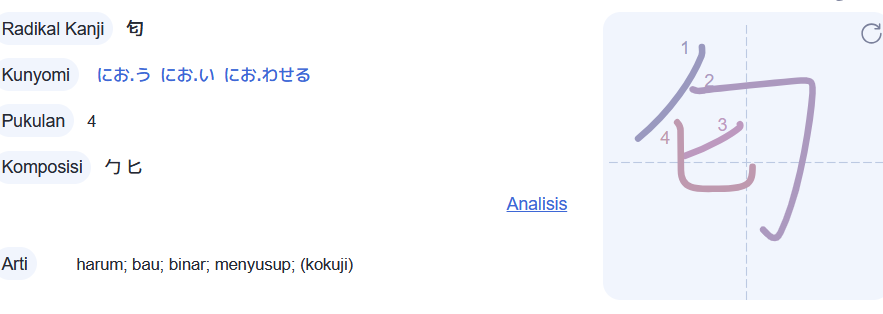 Radikal Kanji 匂
Kunyomi にお.う にお.い にお.わせる
Pukulan 4
Komposisi 勹 匕
Analisis
Arti harum; bau; binar; menyusup; (kokuji)
1
2
3
4